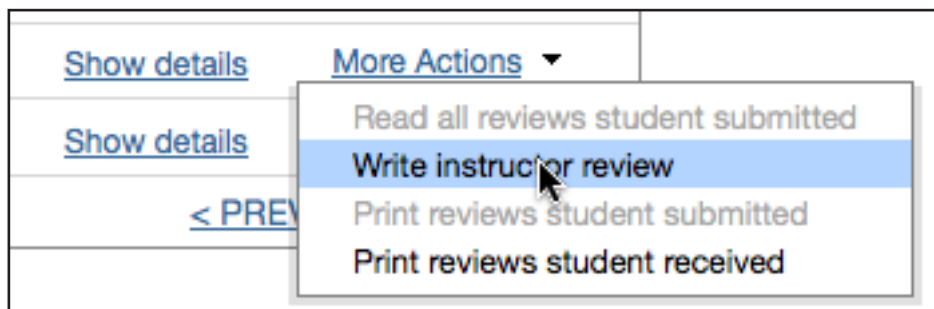 Show details More Actions
Read all reviews student submitted
Show details
Write instructor review
Print reviews student submitted
< PREV
Print reviews student received